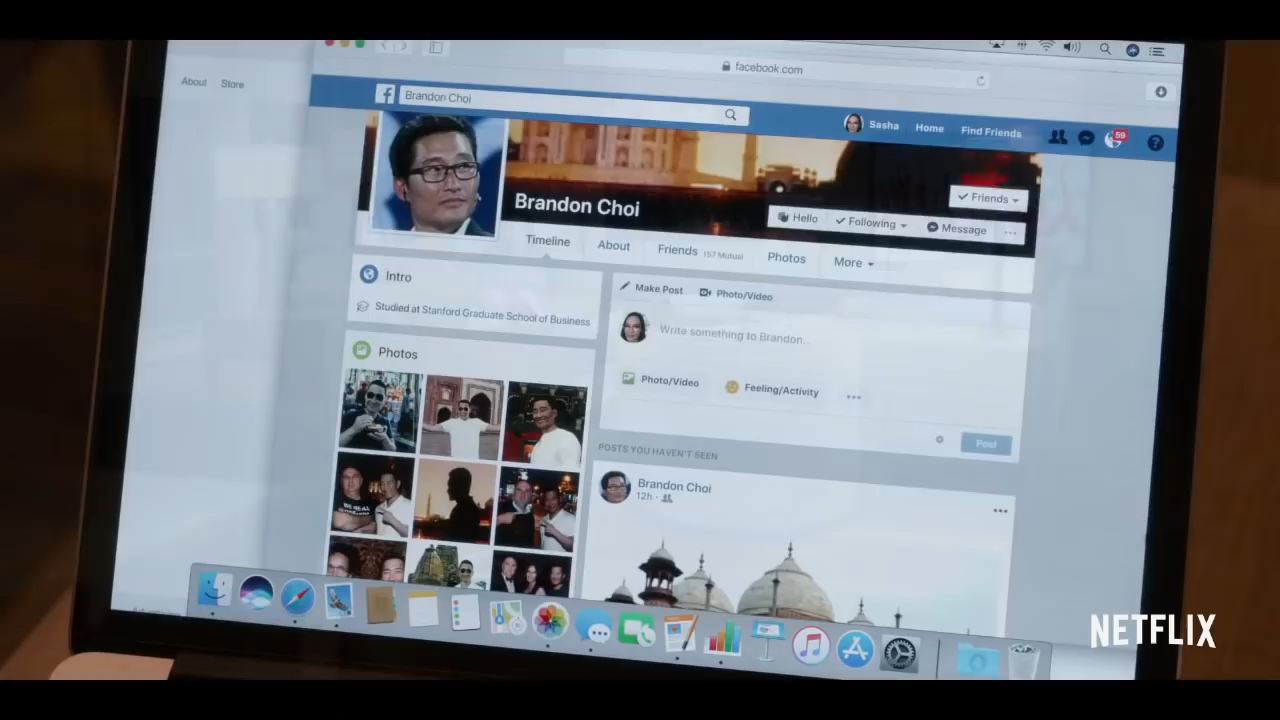 facebook.com
About Store
f Brandon Choi
Sasha Home Find Friends 59 ?
Brandon Choi
Friends
Hello Following Message ...
Timeline About Friends 157 Mutual Photos More
Intro
Studied at Stanford Graduate School of Business
Photos
Make Post Photo/Video
Write something to Brandon...
Photo/Video Feeling/Activity ...
Post
POSTS YOU HAVEN'T SEEN
Brandon Choi
12h ·
NETFLIX